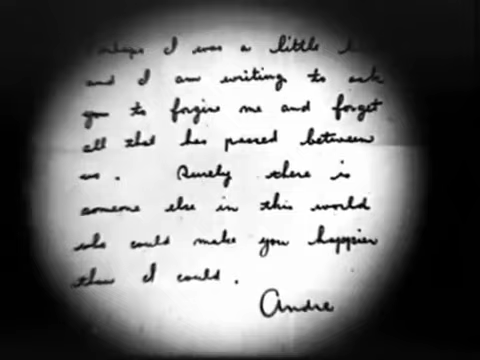 I was a little
and I am writing to ask
you to forgive me and forget
all that has passed between
us. Surely there is
someone else in this world
who could make you happier
than I could.
Andre